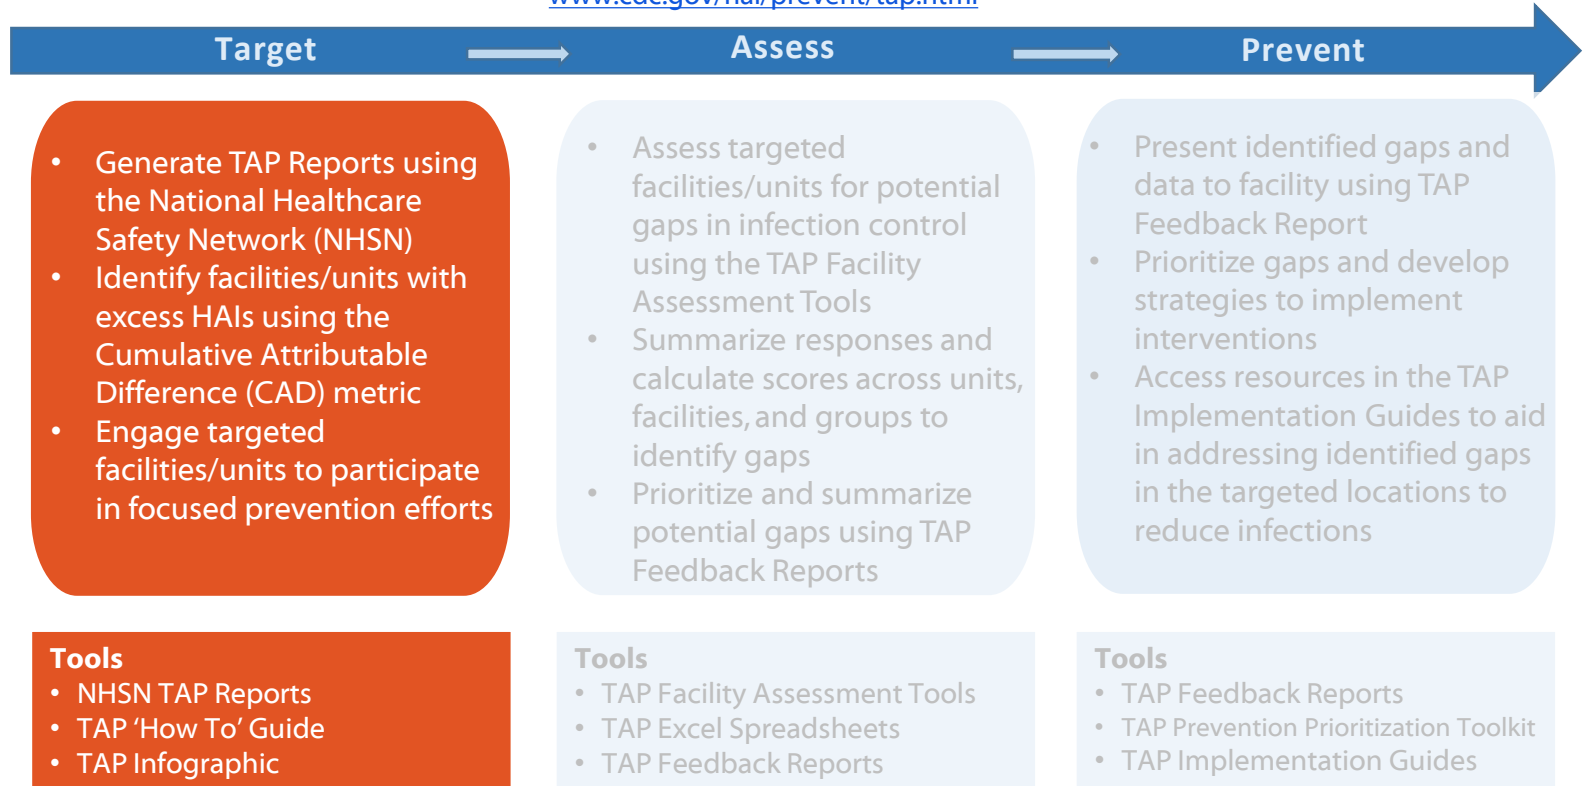 www.cdc.gov/hai/prevent/tap.html
Target
Assess
Prevent
• Generate TAP Reports using
the National Healthcare
Safety Network (NHSN)
• Identify facilities/units with
excess HAIs using the
Cumulative Attributable
Difference (CAD) metric
• Engage targeted
facilities/units to participate
in focused prevention efforts
• Assess targeted
facilities/units for potential
gaps in infection control
using the TAP Facility
Assessment Tools
• Summarize responses and
calculate scores across units,
facilities, and groups to
identify gaps
• Prioritize and summarize
potential gaps using TAP
Feedback Reports
• Present identified gaps and
data to facility using TAP
Feedback Report
• Prioritize gaps and develop
strategies to implement
interventions
• Access resources in the TAP
Implementation Guides to aid
in addressing identified gaps
in the targeted locations to
reduce infections
Tools
• NHSN TAP Reports
• TAP ‘How To’ Guide
• TAP Infographic
Tools
• TAP Facility Assessment Tools
• TAP Excel Spreadsheets
• TAP Feedback Reports
Tools
• TAP Feedback Reports
• TAP Prevention Prioritization Toolkit
• TAP Implementation Guides